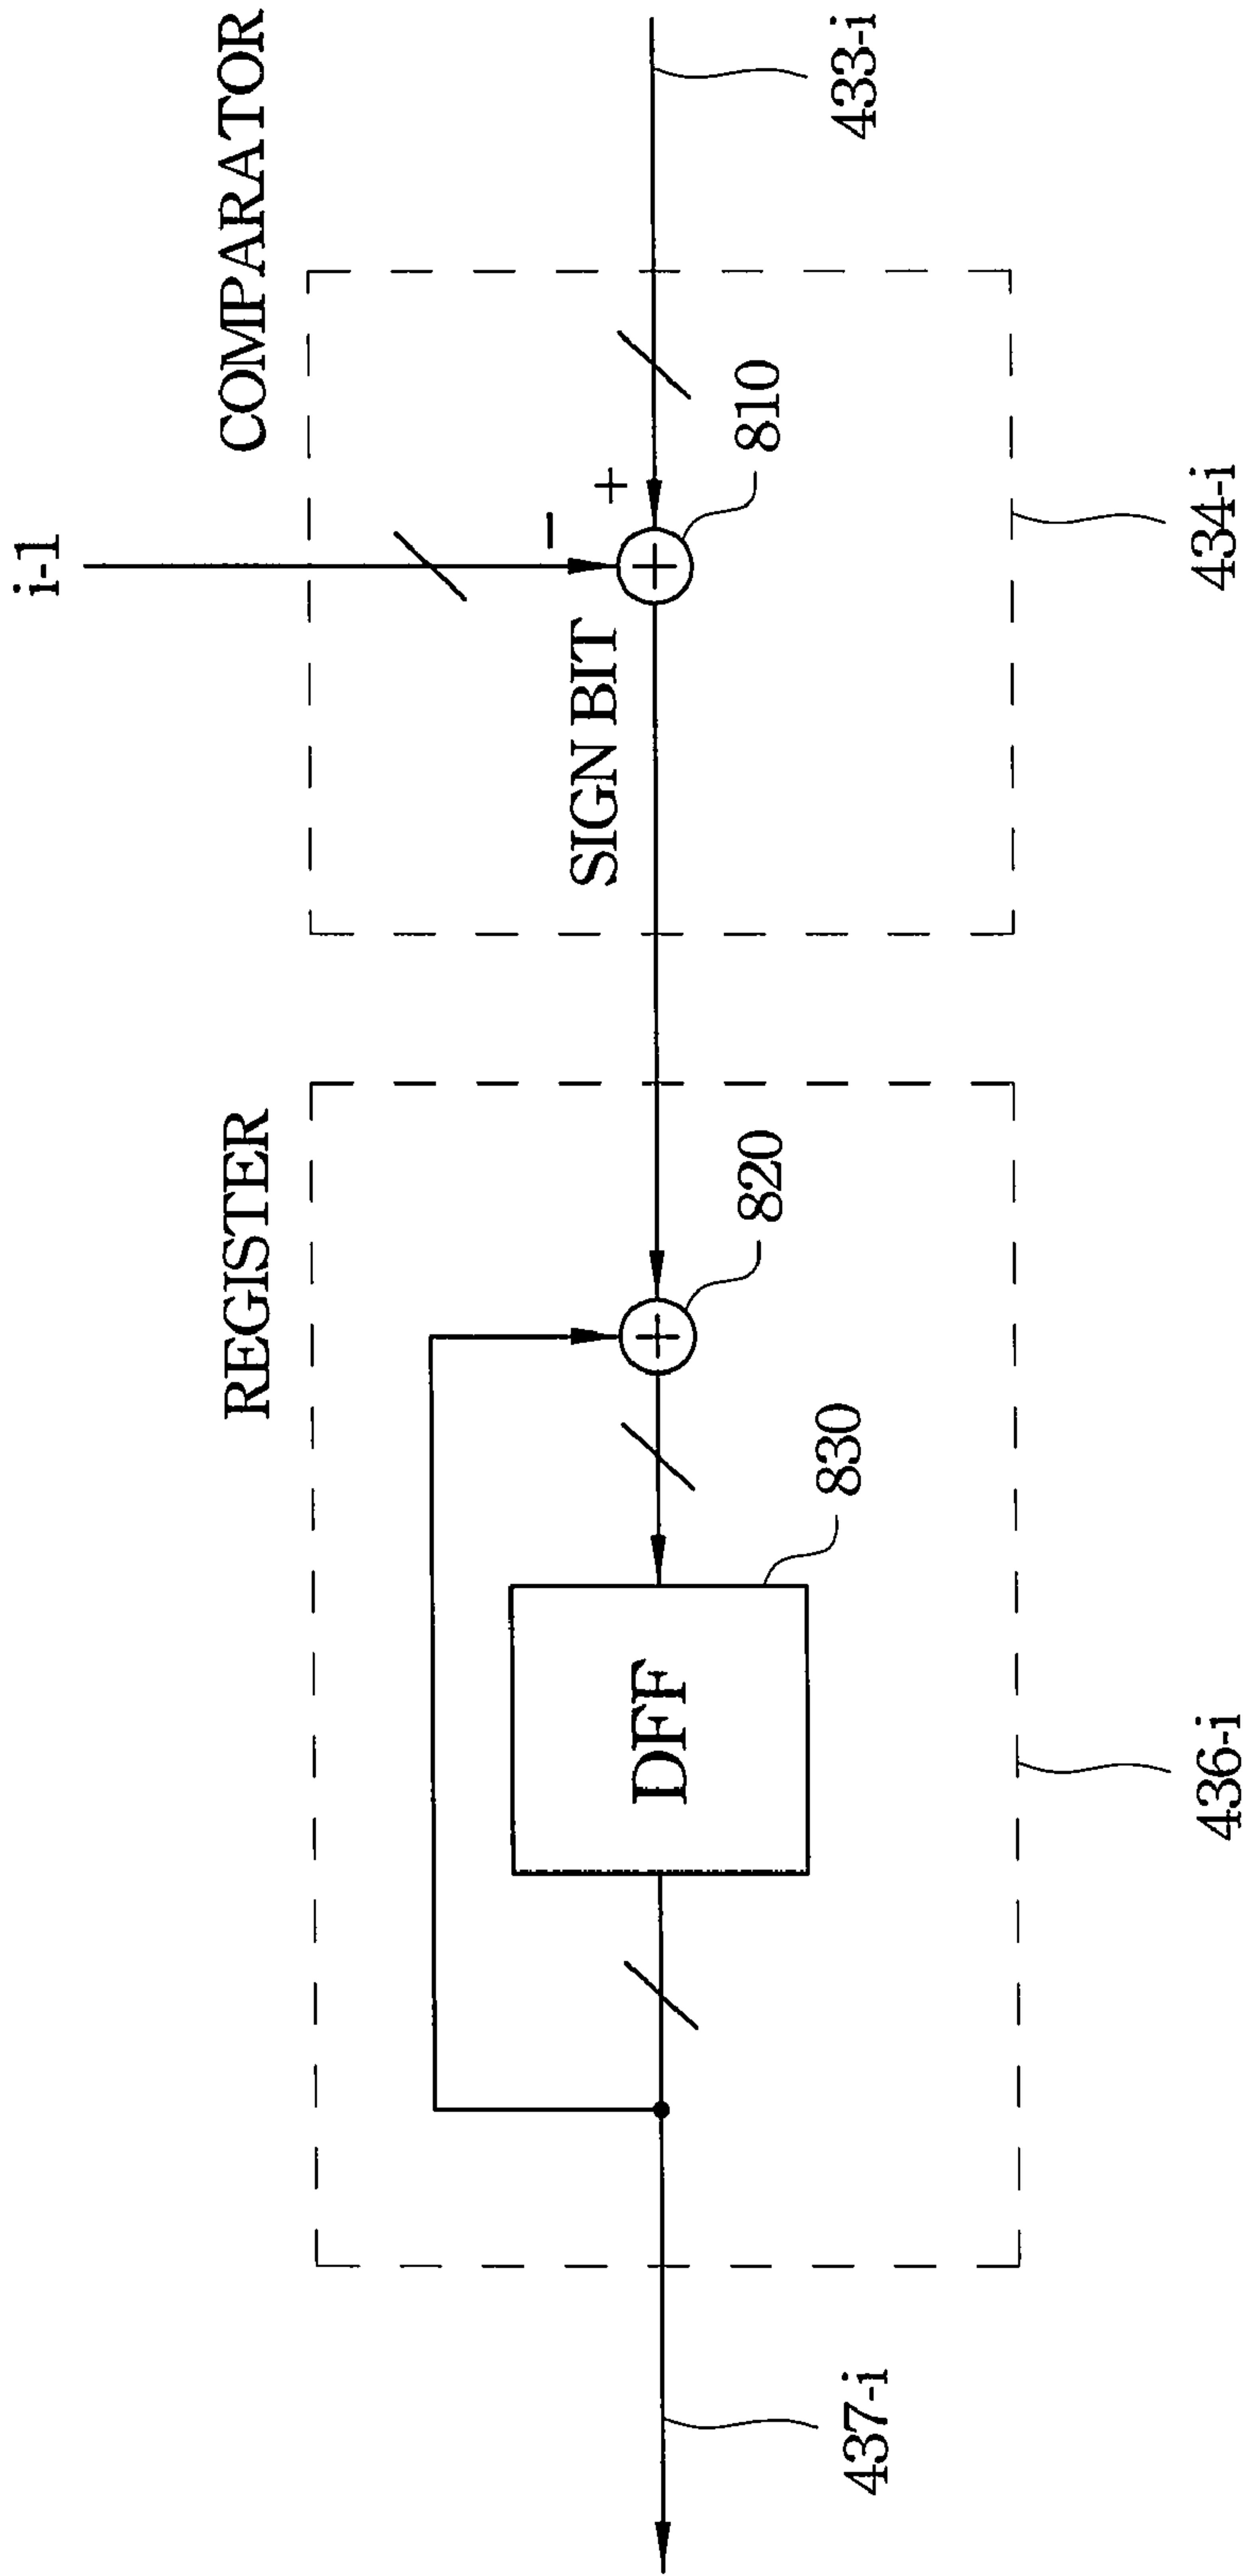 COMPARATOR
REGISTER
i-1
−
+
SIGN BIT
810
820
830
DFF
433-i
434-i
436-i
437-i